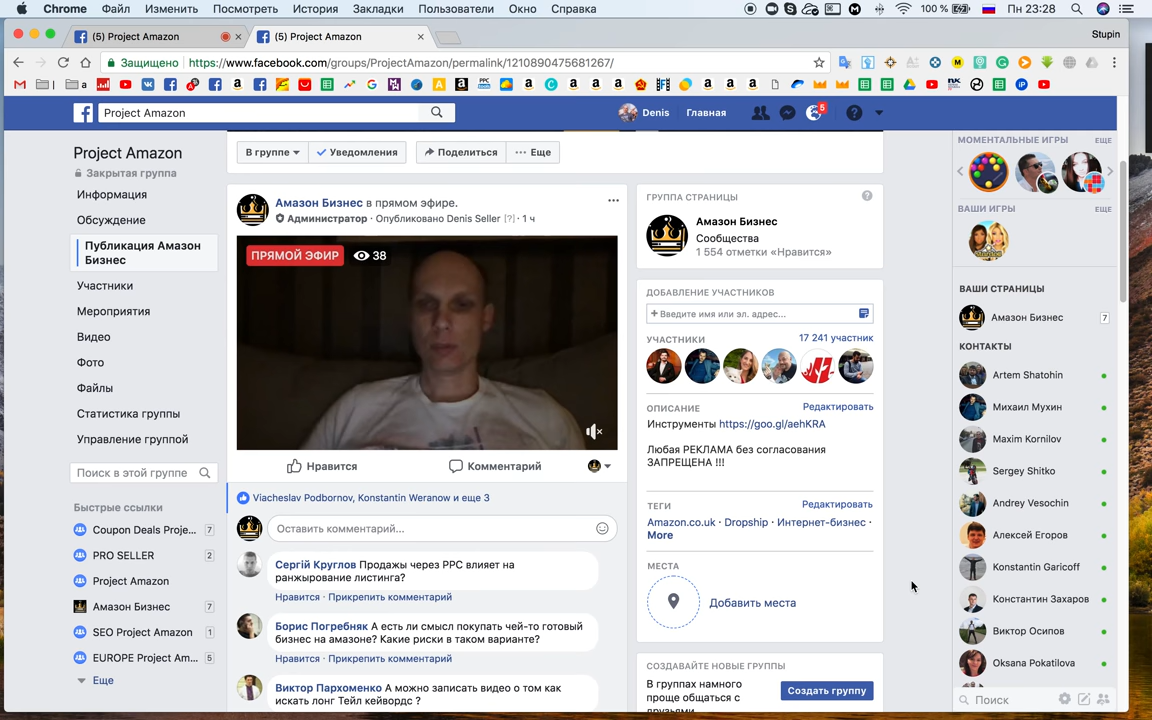 Chrome Файл Изменить Посмотреть История Закладки Пользователи Окно Справка 100 % Пн 23:28
(5) Project Amazon
(5) Project Amazon
Stupin
Защищено https://www.facebook.com/groups/ProjectAmazon/permalink/1210890475681267/
Project Amazon
Denis Главная 5
Project Amazon
Закрытая группа
Информация
Обсуждение
Публикация Амазон
Бизнес
Участники
Мероприятия
Видео
Фото
Файлы
Статистика группы
Управление группой
Поиск в этой группе
Быстрые ссылки
Coupon Deals Proje... 7
PRO SELLER 2
Project Amazon
Амазон Бизнес 7
SEO Project Amazon 1
EUROPE Project Am... 5
Еще
В группе Уведомления Поделиться ··· Еще
Амазон Бизнес в прямом эфире.
Администратор · Опубликовано Denis Seller [?] · 1 ч
ПРЯМОЙ ЭФИР 38
Нравится Комментарий
Viacheslav Podbornov, Konstantin Weranow и еще 3
Оставить комментарий...
Сергій Круглов Продажы через PPC влияет на
ранжырование листинга?
Нравится · Прикрепить комментарий
Борис Погребняк А есть ли смысл покупать чей-то готовый
бизнес на амазоне? Какие риски в таком варианте?
Нравится · Прикрепить комментарий
Виктор Пархоменко А можно записать видео о том как
искать лонг Тейл кейвордс ?
ГРУППА СТРАНИЦЫ
Амазон Бизнес
Сообщества
1 554 отметки «Нравится»
ДОБАВЛЕНИЕ УЧАСТНИКОВ
+ Введите имя или эл. адрес...
УЧАСТНИКИ 17 241 участник
ОПИСАНИЕ Редактировать
Инструменты https://goo.gl/aehKRA
Любая РЕКЛАМА без согласования
ЗАПРЕЩЕНА !!!
ТЕГИ Редактировать
Amazon.co.uk · Dropship · Интернет-бизнес ·
More
МЕСТА
Добавить места
СОЗДАВАЙТЕ НОВЫЕ ГРУППЫ
В группах намного
проще общаться с
друзьями
Создать группу
МОМЕНТАЛЬНЫЕ ИГРЫ ЕЩЕ
ВАШИ ИГРЫ ЕЩЕ
ВАШИ СТРАНИЦЫ
Амазон Бизнес 7
КОНТАКТЫ
Artem Shatohin
Михаил Мухин
Maxim Kornilov
Sergey Shitko
Andrey Vesochin
Алексей Егоров
Konstantin Garicoff
Константин Захаров
Виктор Осипов
Oksana Pokatilova
Поиск